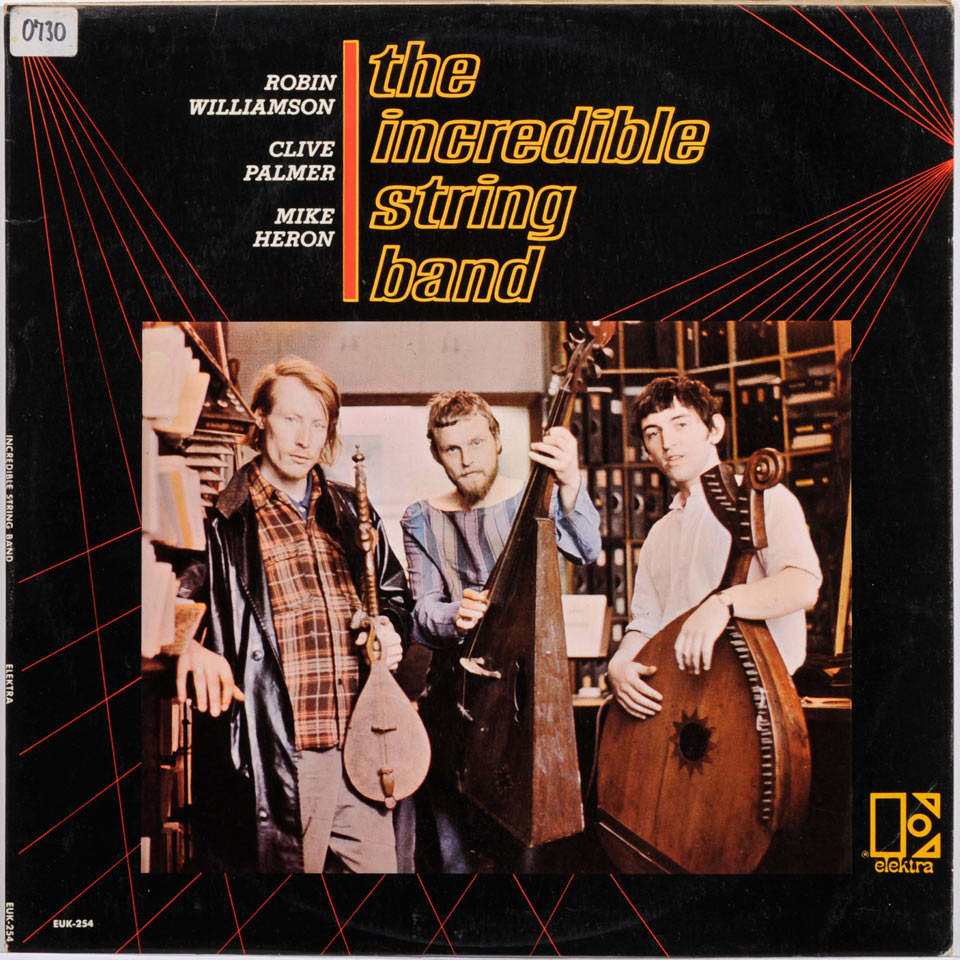 0730
ROBIN
WILLIAMSON
CLIVE
PALMER
MIKE
HERON
the
incredible
string
band
INCREDIBLE STRING BAND
ELEKTRA
EUK-254
EUK-254
®
elektra